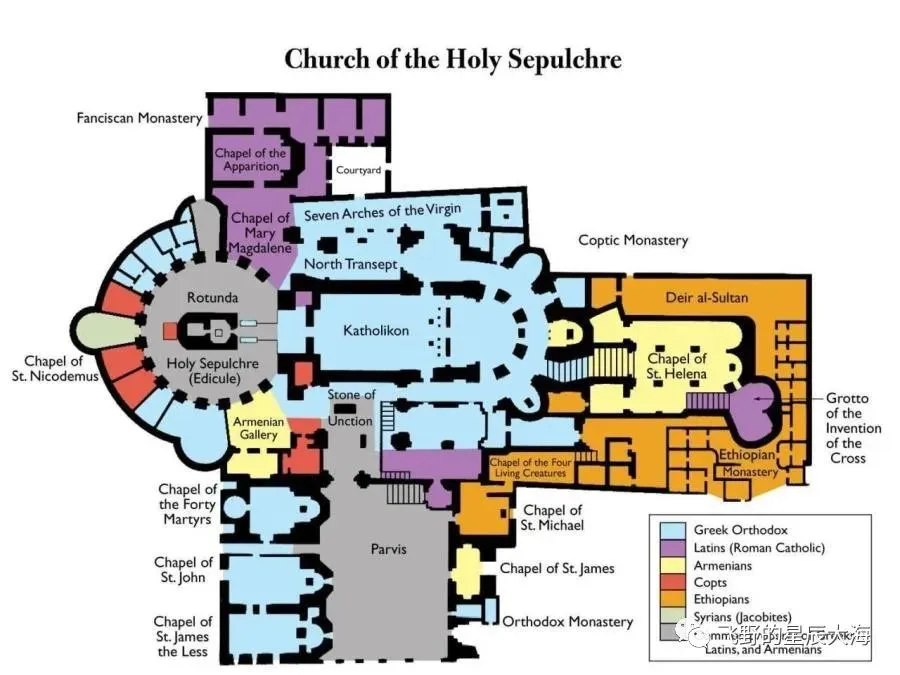 Church of the Holy Sepulchre
Fanciscan Monastery
Chapel of the
Apparition
Courtyard
Chapel of
Mary
Magdalene
Seven Arches of the Virgin
North Transept
Coptic Monastery
Rotunda
Katholikon
Deir al-Sultan
Chapel of
St. Nicodemus
Holy Sepulchre
(Edicule)
Chapel of
St. Helena
Stone of
Unction
Armenian
Gallery
Grotto
of the
Invention
of the
Cross
Ethiopian
Monastery
Chapel of the Four
Living Creatures
Chapel of
the Forty
Martyrs
Chapel of
St. Michael
Parvis
Chapel of
St. John
Chapel of St. James
Chapel of
St. James
the Less
Orthodox Monastery
Greek Orthodox
Latins (Roman Catholic)
Armenians
Copts
Ethiopians
Syrians (Jacobites)
Latins, and Armenians
飞野的星辰大海